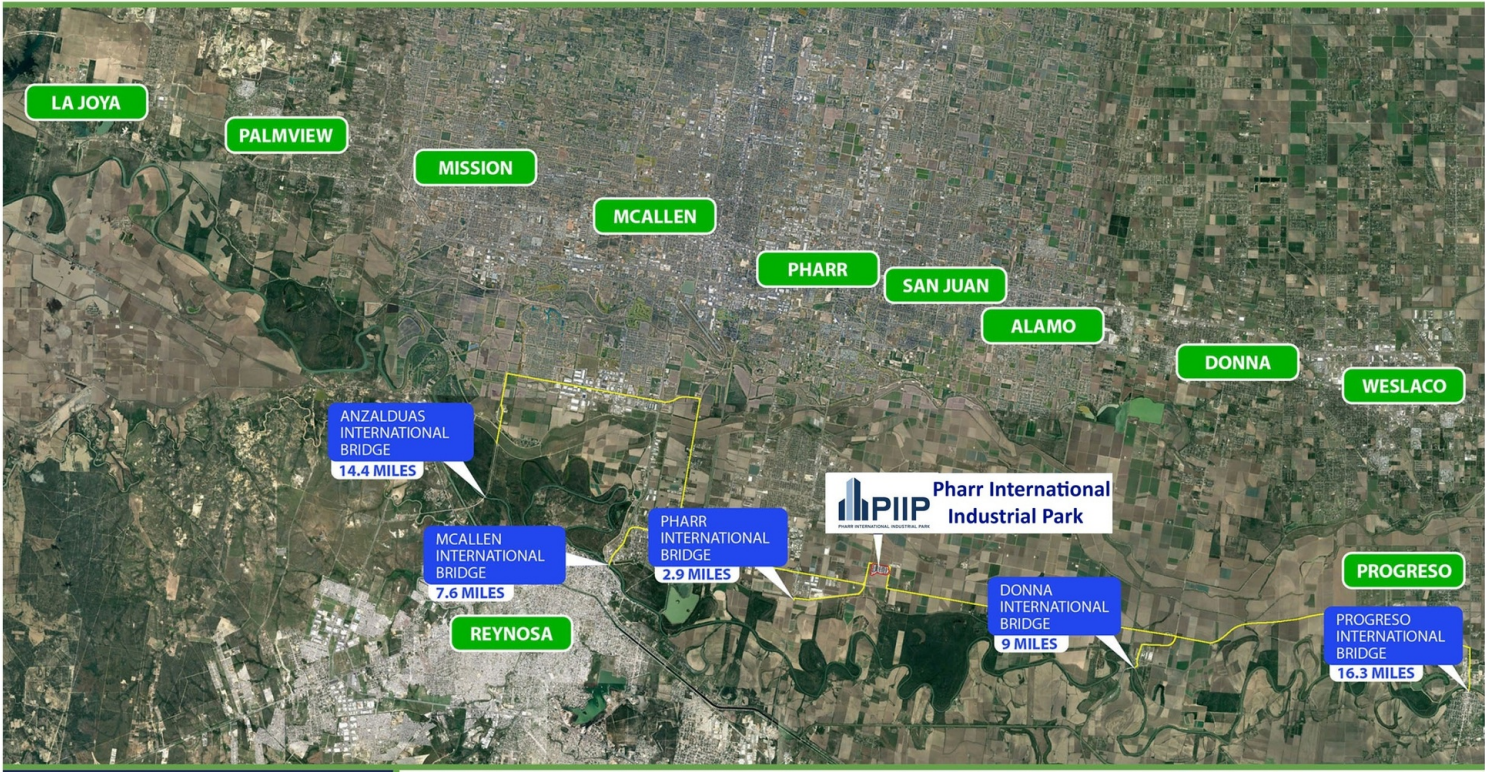 LA JOYA
PALMVIEW
MISSION
MCALLEN
PHARR
SAN JUAN
ALAMO
DONNA
WESLACO
ANZALDUAS
INTERNATIONAL
BRIDGE
14.4 MILES
PIIP
PHARR INTERNATIONAL INDUSTRIAL PARK
Pharr International
Industrial Park
MCALLEN
INTERNATIONAL
BRIDGE
7.6 MILES
PHARR
INTERNATIONAL
BRIDGE
2.9 MILES
PROGRESO
DONNA
INTERNATIONAL
BRIDGE
9 MILES
REYNOSA
PROGRESO
INTERNATIONAL
BRIDGE
16.3 MILES